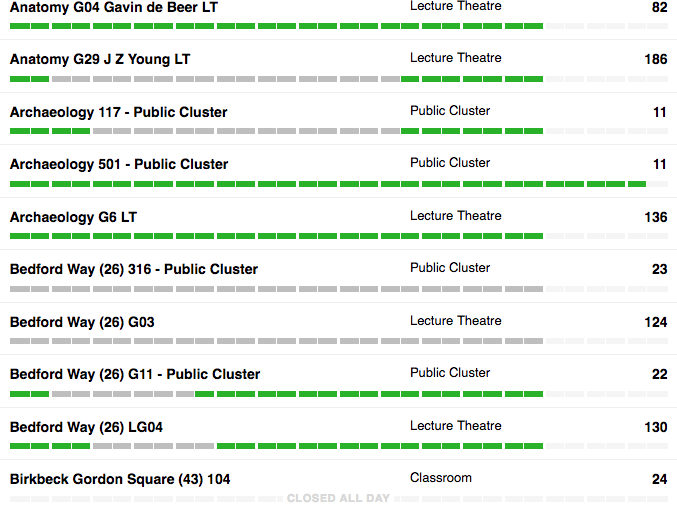 Anatomy G04 Gavin de Beer LT Lecture Theatre 82
Anatomy G29 J Z Young LT Lecture Theatre 186
Archaeology 117 - Public Cluster Public Cluster 11
Archaeology 501 - Public Cluster Public Cluster 11
Archaeology G6 LT Lecture Theatre 136
Bedford Way (26) 316 - Public Cluster Public Cluster 23
Bedford Way (26) G03 Lecture Theatre 124
Bedford Way (26) G11 - Public Cluster Public Cluster 22
Bedford Way (26) LG04 Lecture Theatre 130
Birkbeck Gordon Square (43) 104 Classroom 24
CLOSED ALL DAY